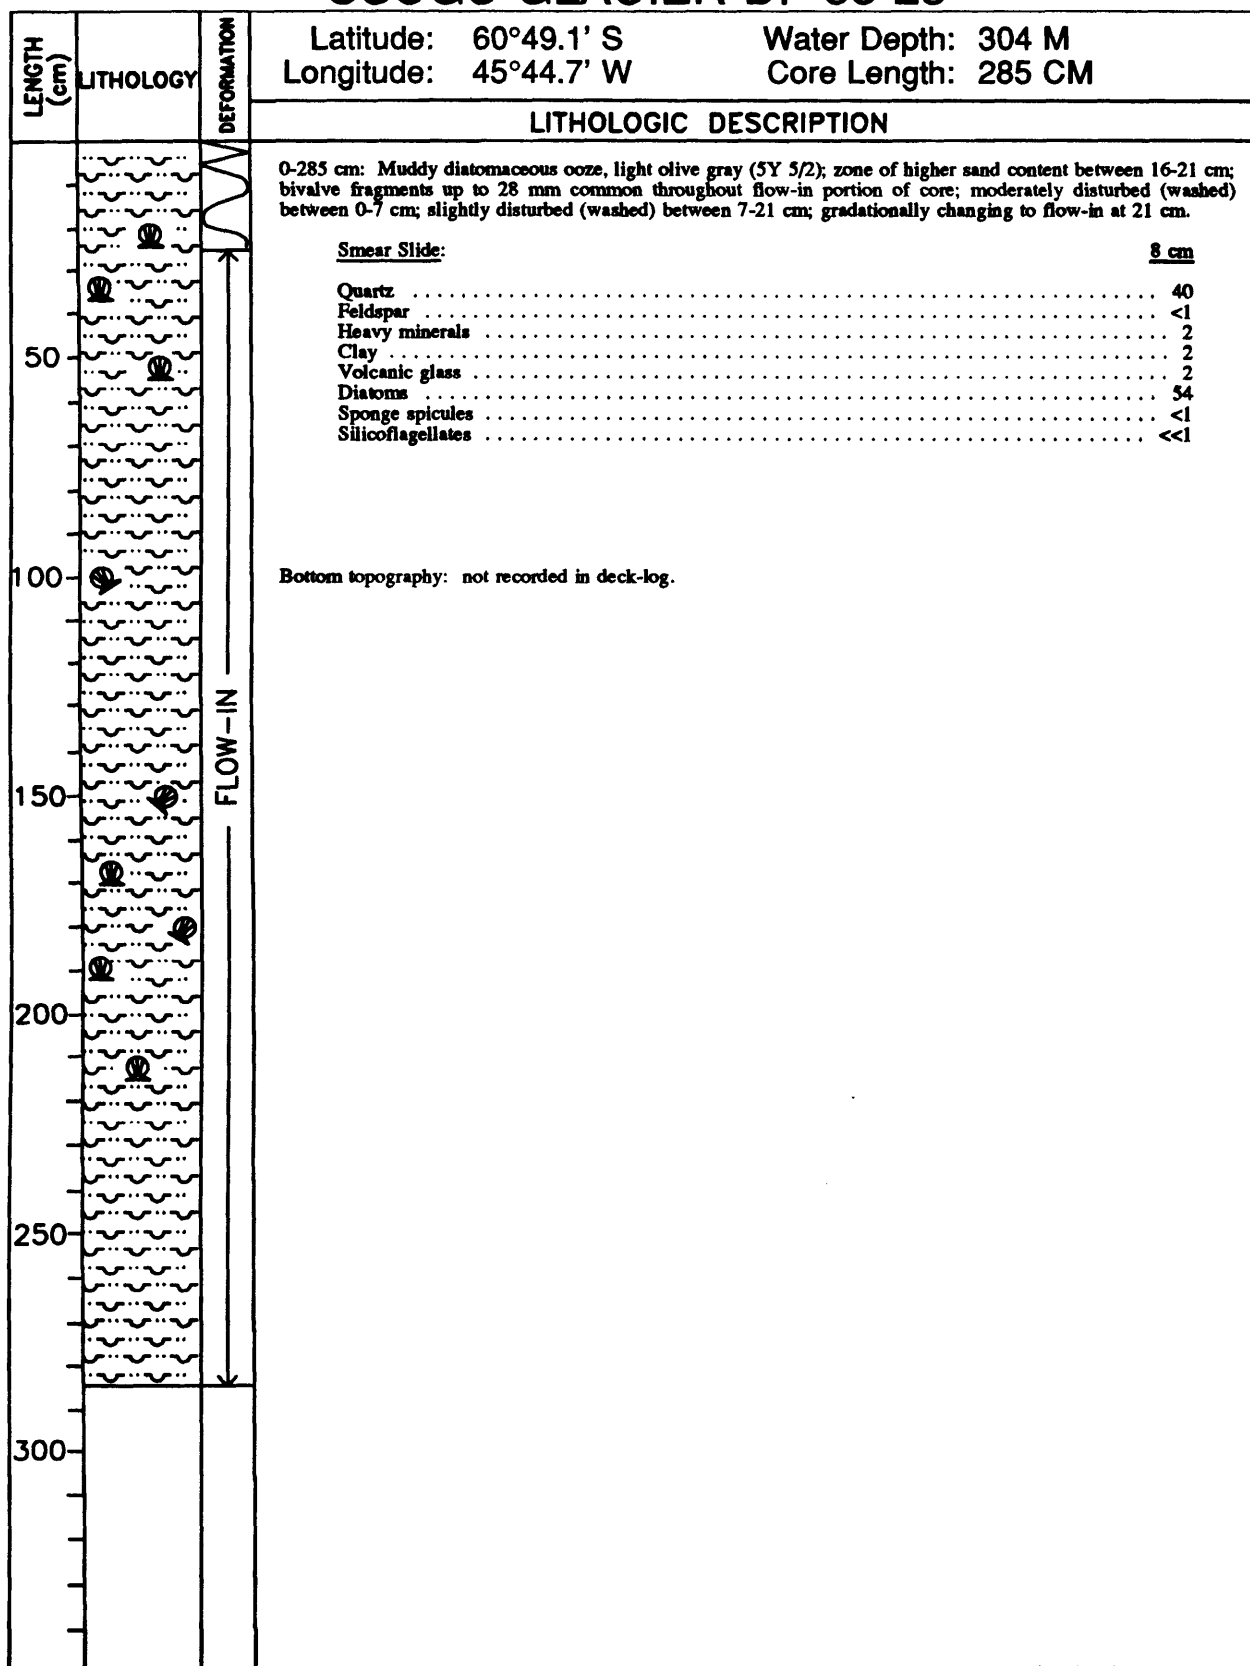 LENGTH (cm)
LITHOLOGY
DEFORMATION
Latitude: 60°49.1' S Water Depth: 304 M
Longitude: 45°44.7' W Core Length: 285 CM
LITHOLOGIC DESCRIPTION
0-285 cm: Muddy diatomaceous ooze, light olive gray (5Y 5/2); zone of higher sand content between 16-21 cm;
bivalve fragments up to 28 mm common throughout flow-in portion of core; moderately disturbed (washed)
between 0-7 cm; slightly disturbed (washed) between 7-21 cm; gradationally changing to flow-in at 21 cm.
Smear Slide: 8 cm
Quartz 40
Feldspar <1
Heavy minerals 2
Clay 2
Volcanic glass 2
Diatoms 54
Sponge spicules <1
Silicoflagellates <<1
Bottom topography: not recorded in deck-log.
50
100
150
200
250
300
FLOW-IN